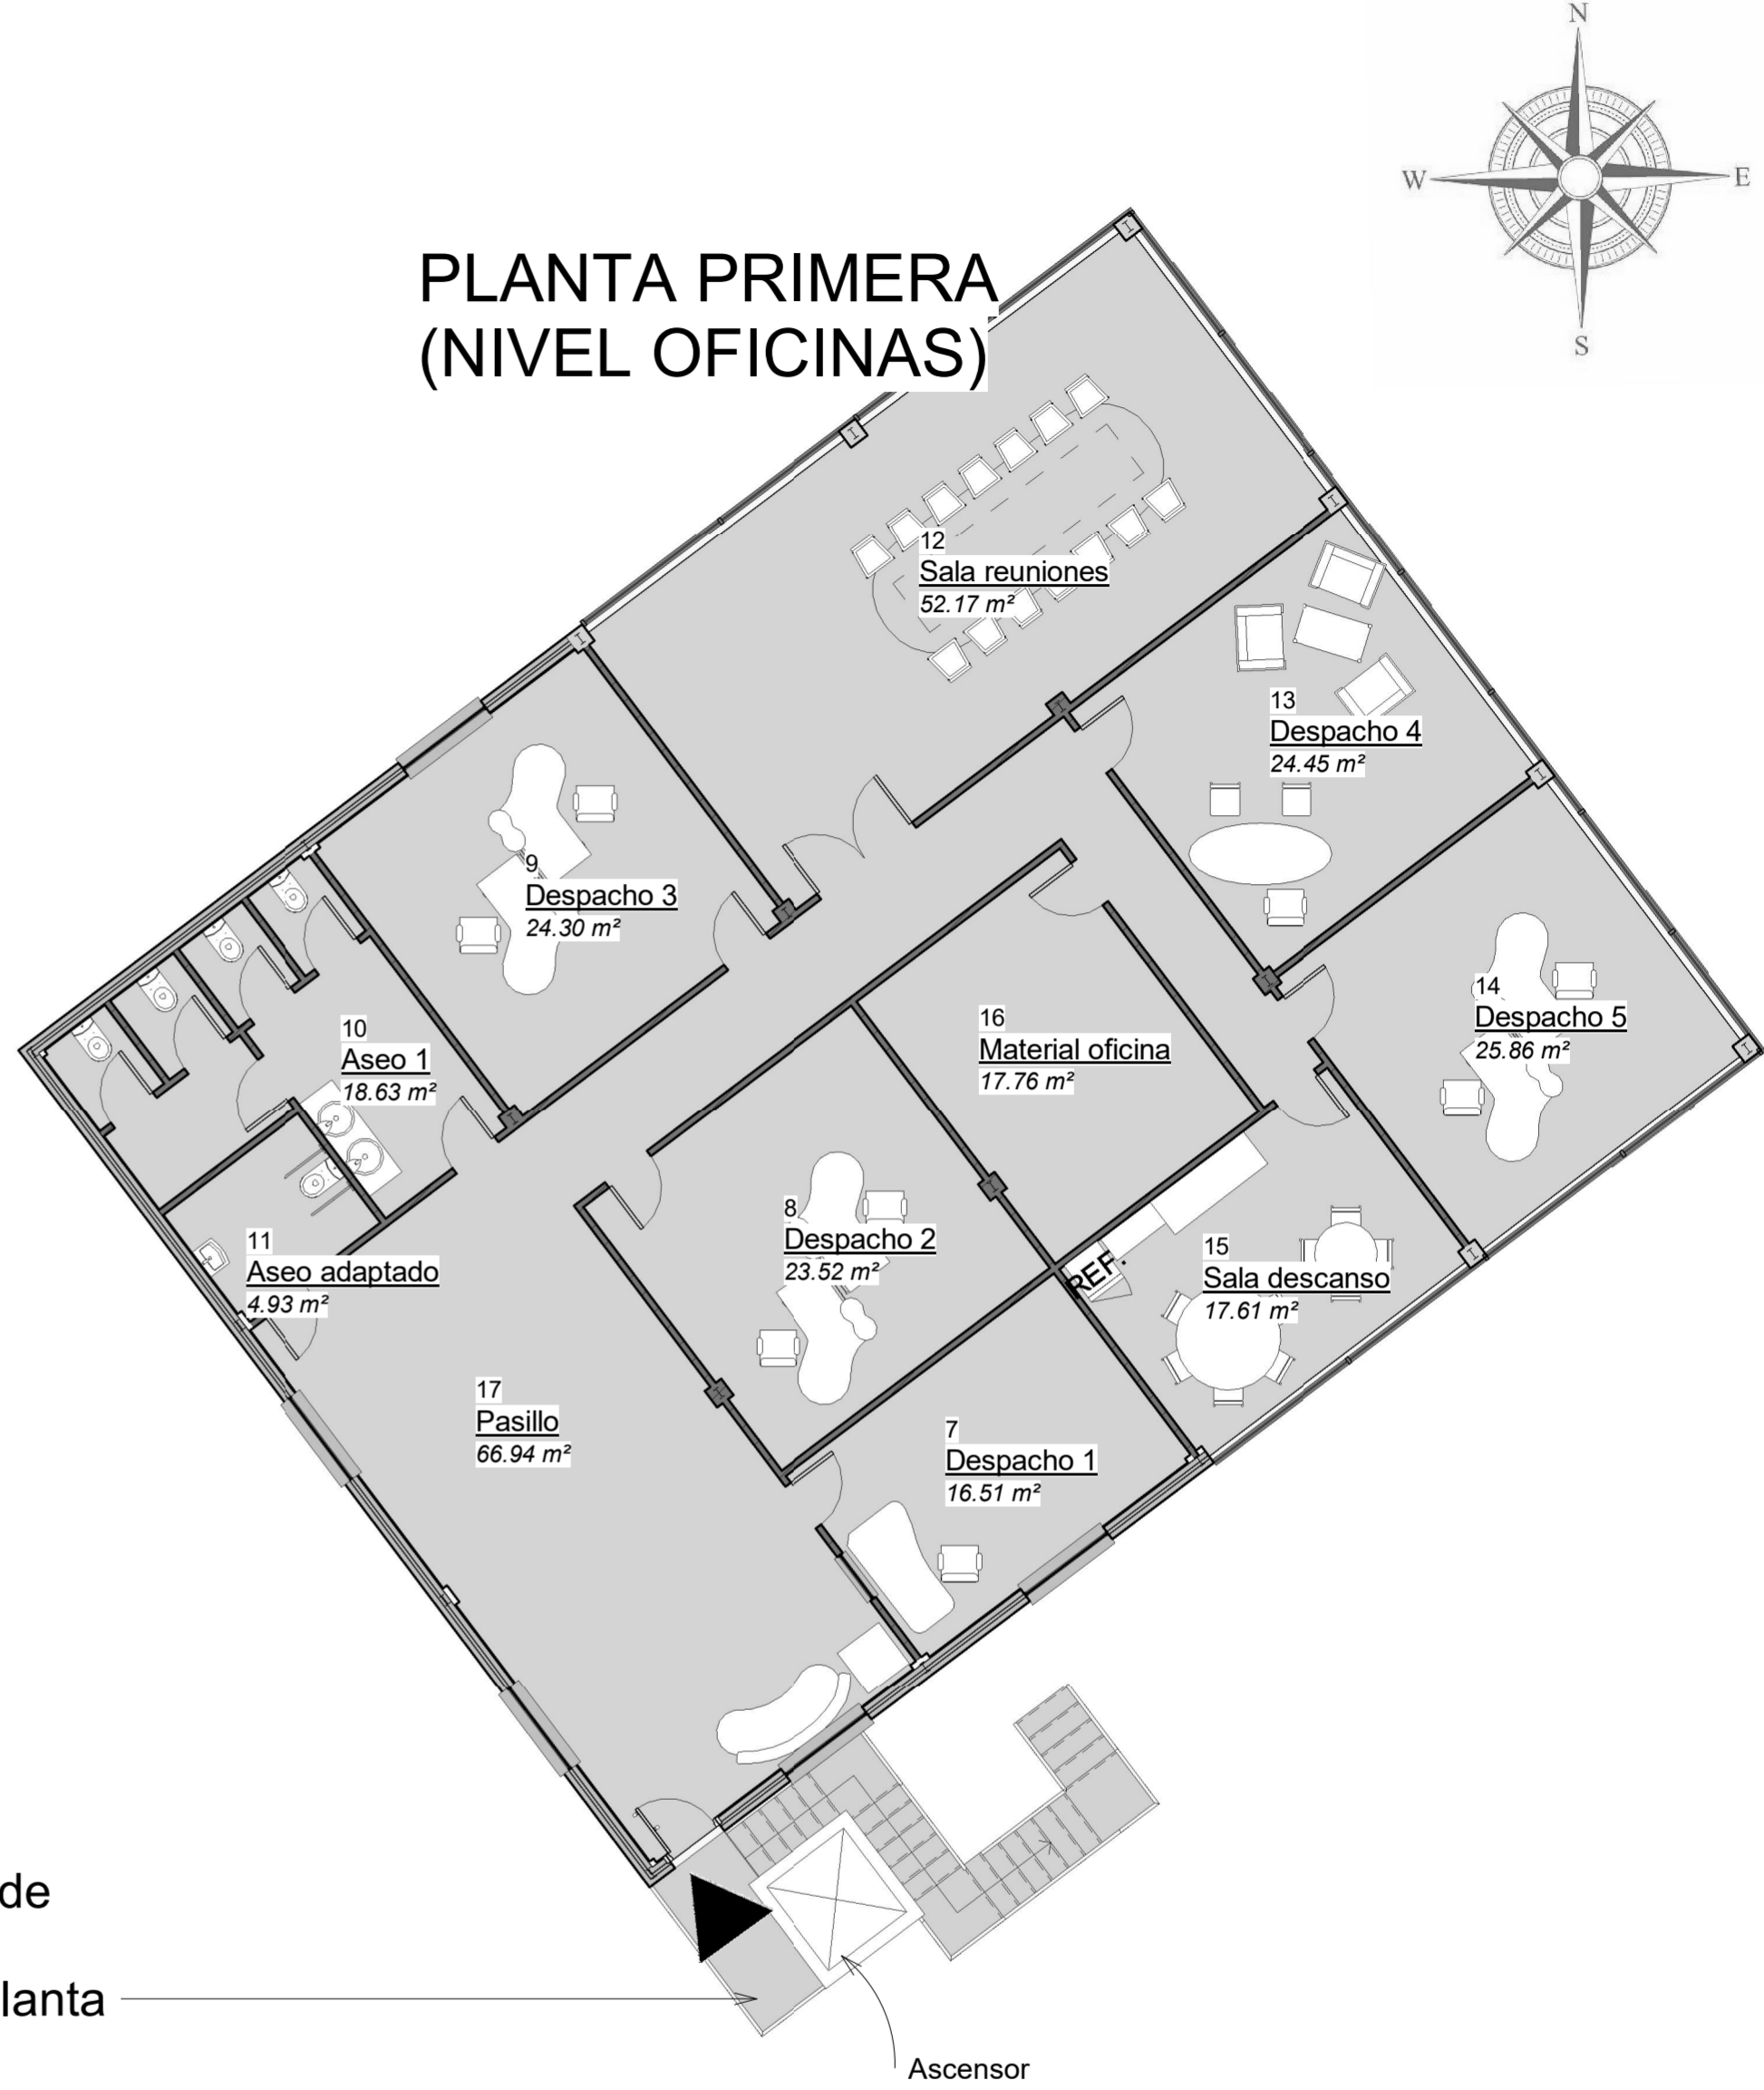 N
W
E
S
PLANTA PRIMERA
(NIVEL OFICINAS)
12
Sala reuniones
52.17 m²
13
Despacho 4
24.45 m²
9
Despacho 3
24.30 m²
14
Despacho 5
25.86 m²
16
Material oficina
17.76 m²
10
Aseo 1
18.63 m²
8
Despacho 2
23.52 m²
11
Aseo adaptado
4.93 m²
REF.
15
Sala descanso
17.61 m²
17
Pasillo
66.94 m²
7
Despacho 1
16.51 m²
de
lanta
Ascensor